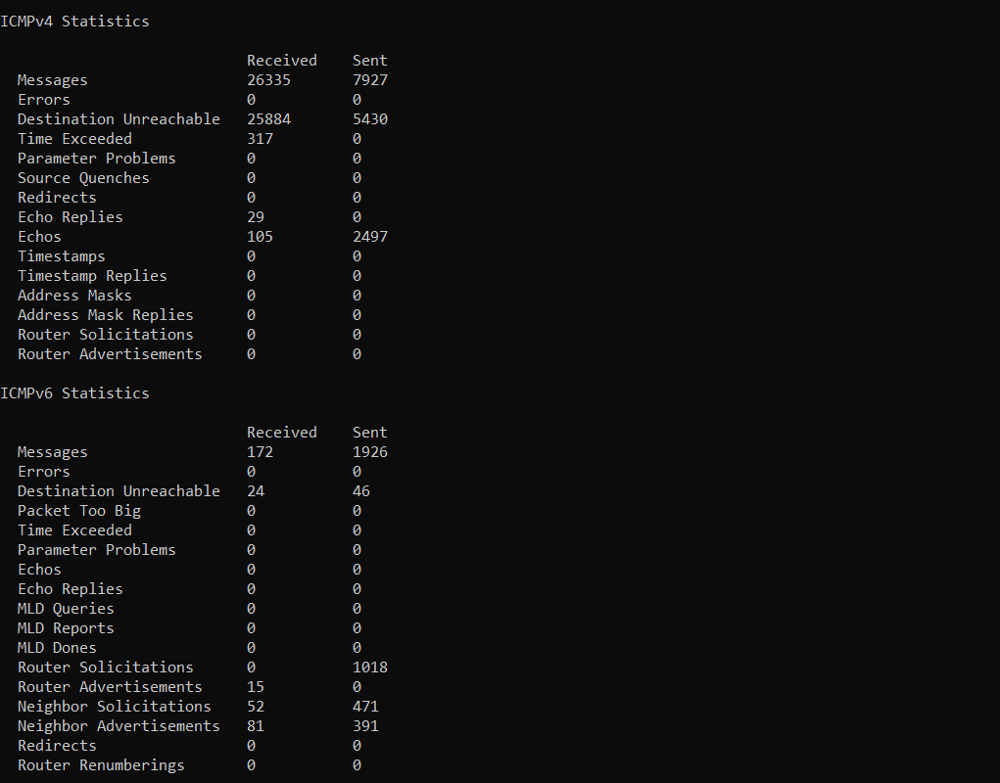 ICMPv4 Statistics
Received Sent
Messages 26335 7927
Errors 0 0
Destination Unreachable 25884 5430
Time Exceeded 317 0
Parameter Problems 0 0
Source Quenches 0 0
Redirects 0 0
Echo Replies 29 0
Echos 105 2497
Timestamps 0 0
Timestamp Replies 0 0
Address Masks 0 0
Address Mask Replies 0 0
Router Solicitations 0 0
Router Advertisements 0 0
ICMPv6 Statistics
Received Sent
Messages 172 1926
Errors 0 0
Destination Unreachable 24 46
Packet Too Big 0 0
Time Exceeded 0 0
Parameter Problems 0 0
Echos 0 0
Echo Replies 0 0
MLD Queries 0 0
MLD Reports 0 0
MLD Dones 0 0
Router Solicitations 0 1018
Router Advertisements 15 0
Neighbor Solicitations 52 471
Neighbor Advertisements 81 391
Redirects 0 0
Router Renumberings 0 0